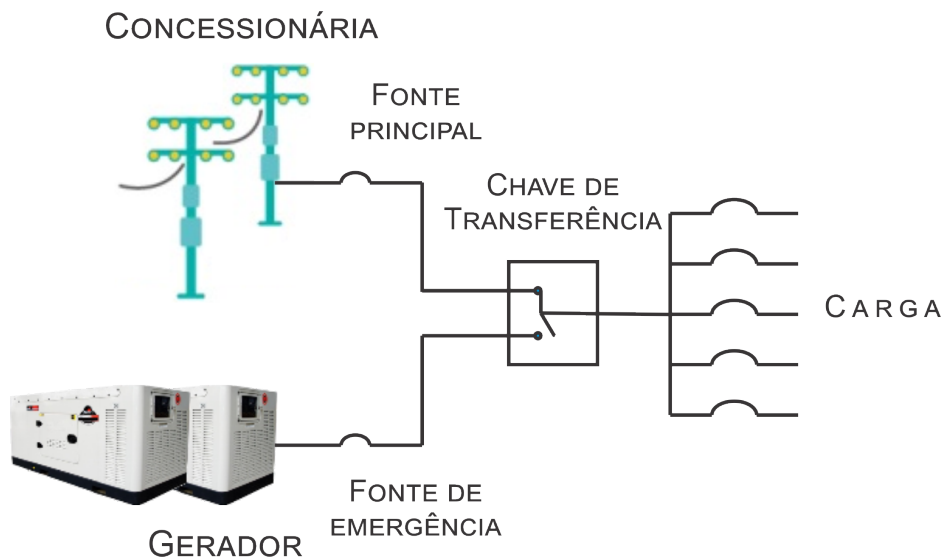 CONCESSIONÁRIA
FONTE
PRINCIPAL
CHAVE DE
TRANSFERÊNCIA
CARGA
FONTE DE
EMERGÊNCIA
GERADOR